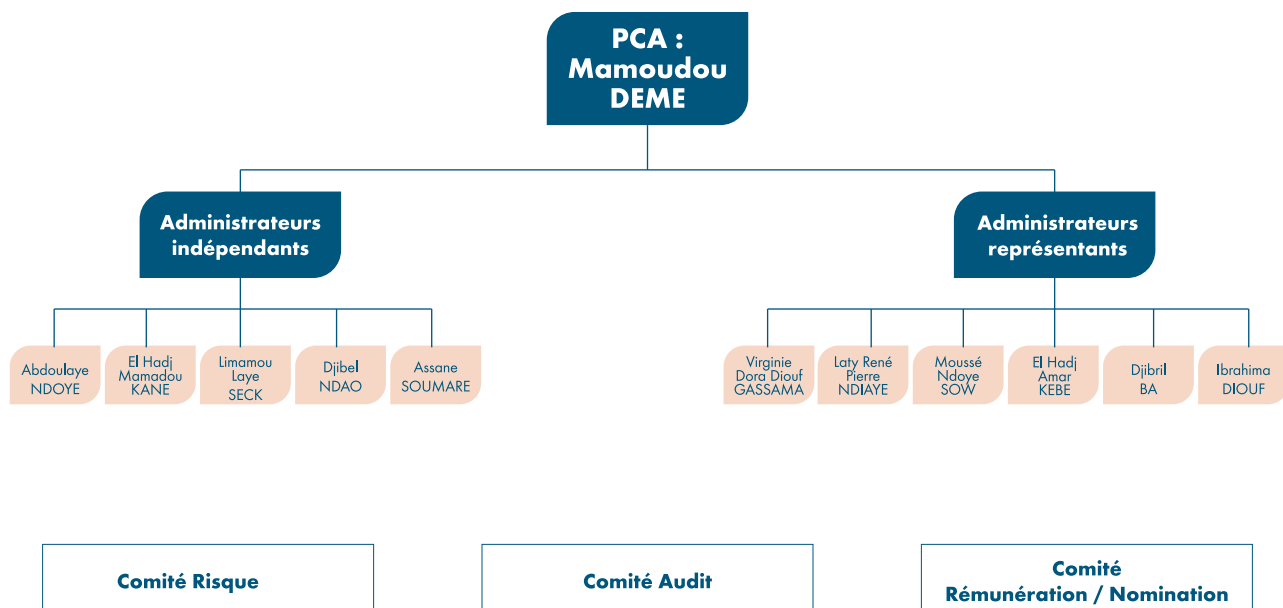 PCA :
Mamoudou
DEME
Administrateurs
indépendants
Administrateurs
représentants
Abdoulaye
NDOYE
El Hadj
Mamadou
KANE
Limamou
Laye
SECK
Djibel
NDAO
Assane
SOUMARE
Virginie
Dora Diouf
GASSAMA
Laty René
Pierre
NDIAYE
Moussé
Ndoye
SOW
El Hadj
Amar
KEBE
Djibril
BA
Ibrahima
DIOUF
Comité Risque
Comité Audit
Comité
Rémunération / Nomination